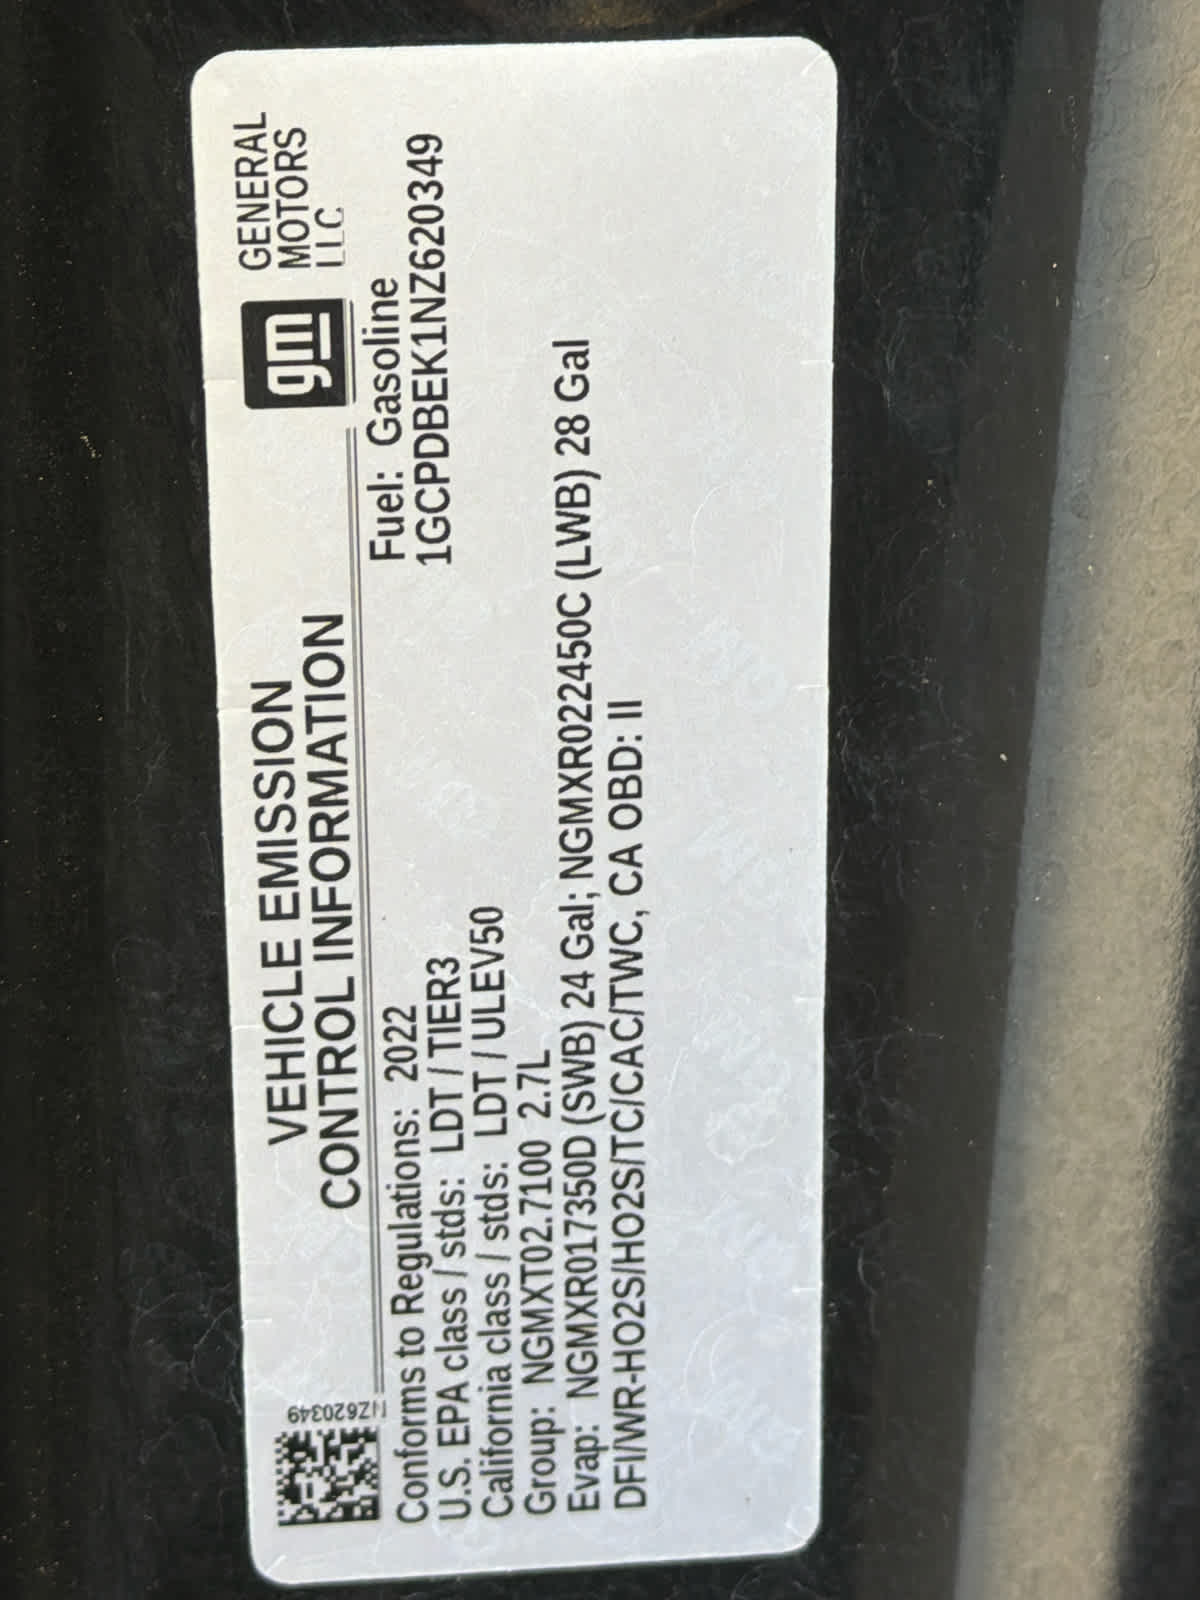 NZ620349
VEHICLE EMISSION
CONTROL INFORMATION
gm
GENERAL
MOTORS
LLC
Conforms to Regulations: 2022
Fuel: Gasoline
U.S. EPA class / stds: LDT / TIER3
1GCPDBEK1NZ620349
California class / stds: LDT / ULEV50
Group: NGMXT02.7100 2.7L
Evap: NGMXR017350D (SWB) 24 Gal; NGMXR022450C (LWB) 28 Gal
DFI/WR-HO2S/HO2S/TC/CAC/TWC, CA OBD: II